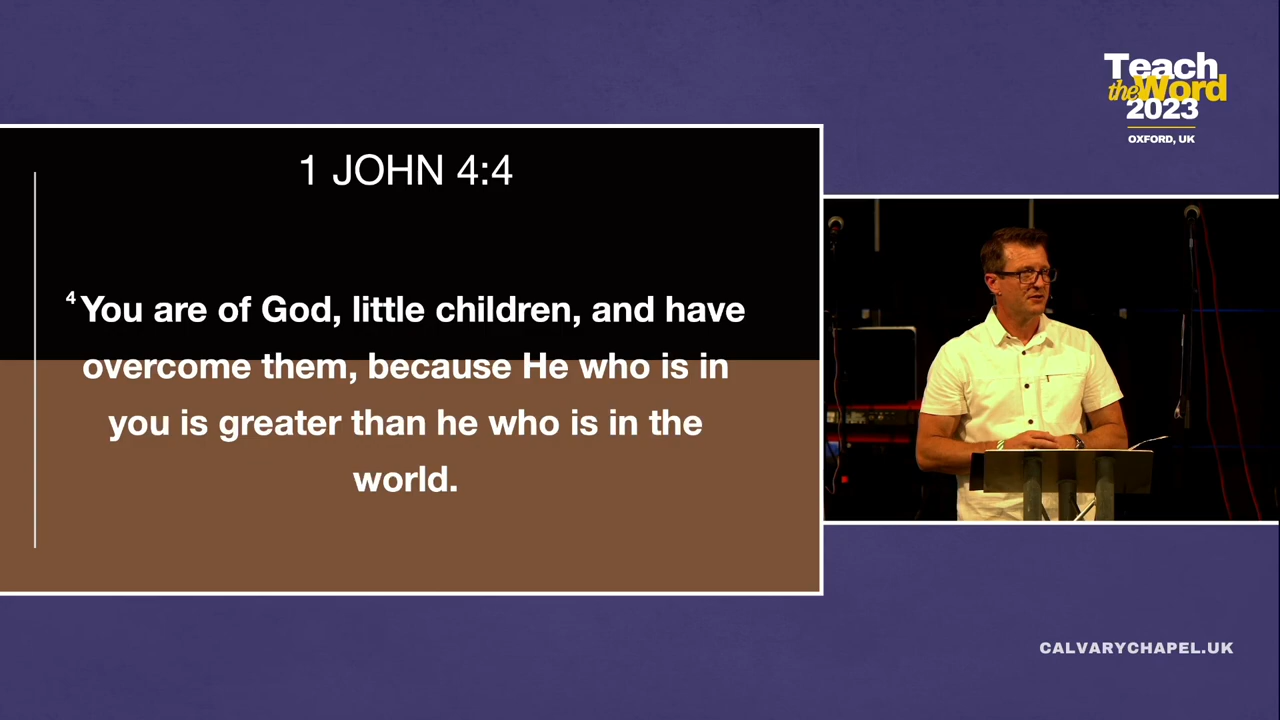 Teach
the Word
2023
OXFORD, UK
1 JOHN 4:4
4 You are of God, little children, and have
overcome them, because He who is in
you is greater than he who is in the
world.
CALVARYCHAPEL.UK